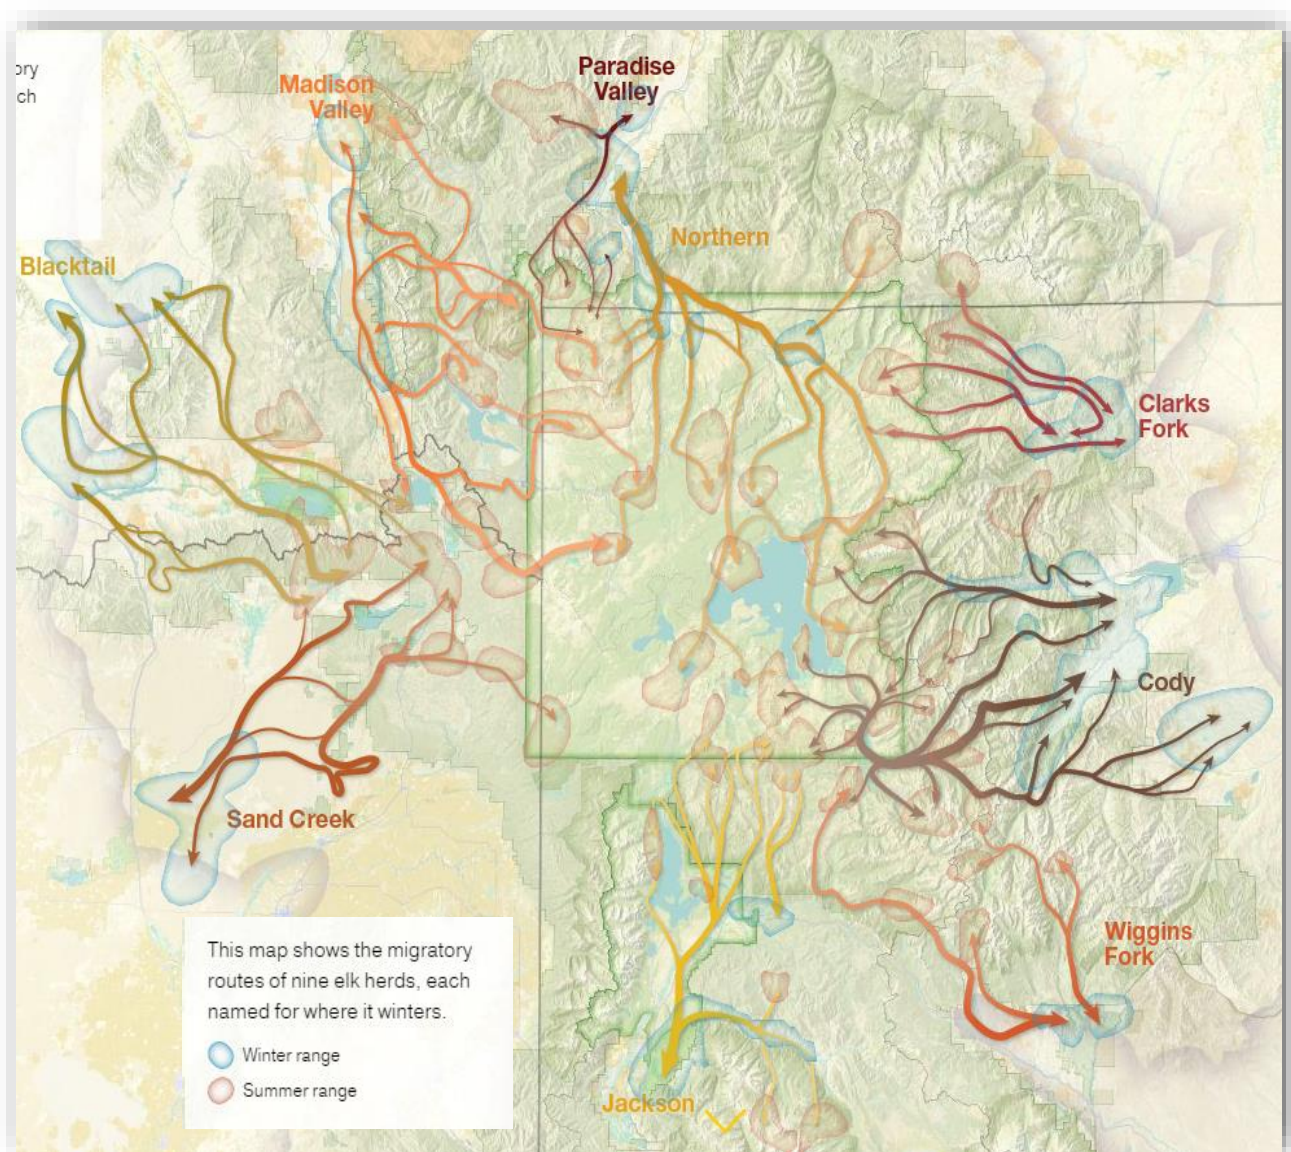 ory
ch
Madison
Valley
Paradise
Valley
Northern
Blacktail
Clarks
Fork
Cody
Sand Creek
Wiggins
Fork
Jackson
This map shows the migratory
routes of nine elk herds, each
named for where it winters.
Winter range
Summer range